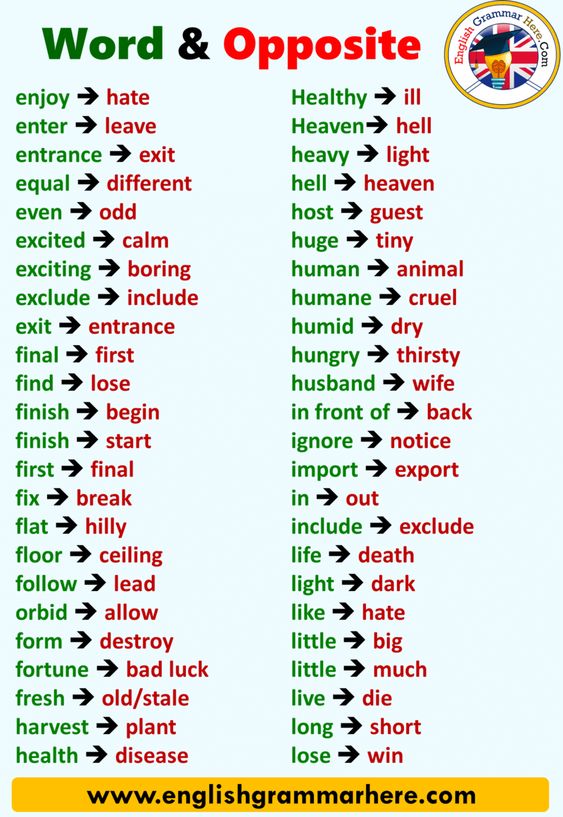 Word & Opposite
English Grammar Here.Com
enjoy ➔ hate
enter ➔ leave
entrance ➔ exit
equal ➔ different
even ➔ odd
excited ➔ calm
exciting ➔ boring
exclude ➔ include
exit ➔ entrance
final ➔ first
find ➔ lose
finish ➔ begin
finish ➔ start
first ➔ final
fix ➔ break
flat ➔ hilly
floor ➔ ceiling
follow ➔ lead
orbid ➔ allow
form ➔ destroy
fortune ➔ bad luck
fresh ➔ old/stale
harvest ➔ plant
health ➔ disease
Healthy ➔ ill
Heaven➔ hell
heavy ➔ light
hell ➔ heaven
host ➔ guest
huge ➔ tiny
human ➔ animal
humane ➔ cruel
humid ➔ dry
hungry ➔ thirsty
husband ➔ wife
in front of ➔ back
ignore ➔ notice
import ➔ export
in ➔ out
include ➔ exclude
life ➔ death
light ➔ dark
like ➔ hate
little ➔ big
little ➔ much
live ➔ die
long ➔ short
lose ➔ win
www.englishgrammarhere.com